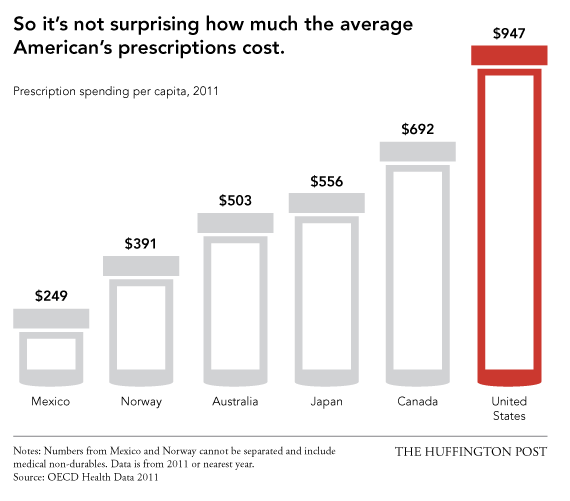 So it's not surprising how much the average
American's prescriptions cost.
Prescription spending per capita, 2011
$249
$391
$503
$556
$692
$947
Mexico
Norway
Australia
Japan
Canada
United
States
Notes: Numbers from Mexico and Norway cannot be separated and include
medical non-durables. Data is from 2011 or nearest year.
Source: OECD Health Data 2011
THE HUFFINGTON POST